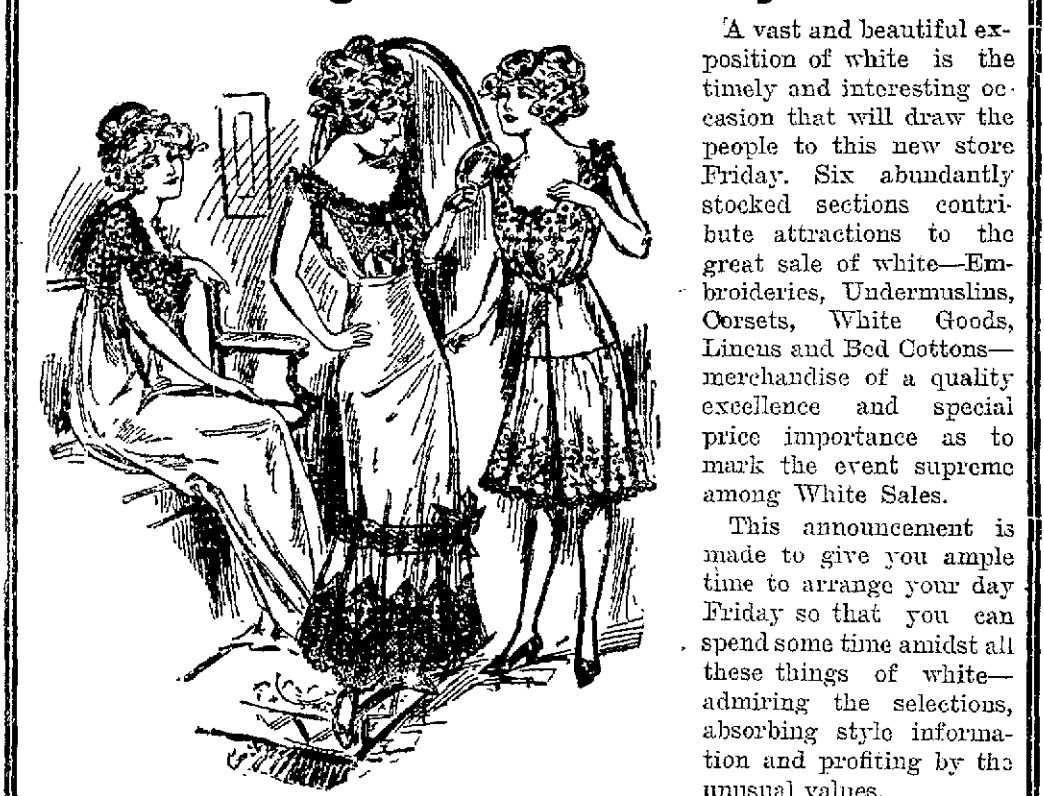 A vast and beautiful ex-
position of white is the
timely and interesting oc-
casion that will draw the
people to this new store
Friday. Six abundantly
stocked sections contri-
bute attractions to the
great sale of white—Em-
broideries, Undermuslins,
Corsets, White Goods,
Linens and Bed Cottons—
merchandise of a quality
excellence and special
price importance as to
mark the event supreme
among White Sales.
This announcement is
made to give you ample
time to arrange your day
Friday so that you can
spend some time amidst all
these things of white—
admiring the selections,
absorbing style informa-
tion and profiting by the
unusual values.